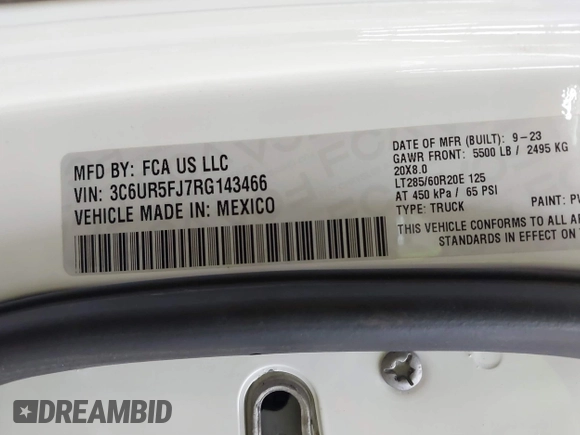 MFD BY: FCA US LLC
VIN: 3C6UR5FJ7RG143466
VEHICLE MADE IN: MEXICO
DATE OF MFR (BUILT): 9-23
GAWR FRONT: 5500 LB / 2495 KG
20X8.0
LT285/60R20E 125
AT 450 kPa / 65 PSI
TYPE: TRUCK
PAINT: PW
THIS VEHICLE CONFORMS TO ALL
STANDARDS IN EFFECT ON
DREAMBID